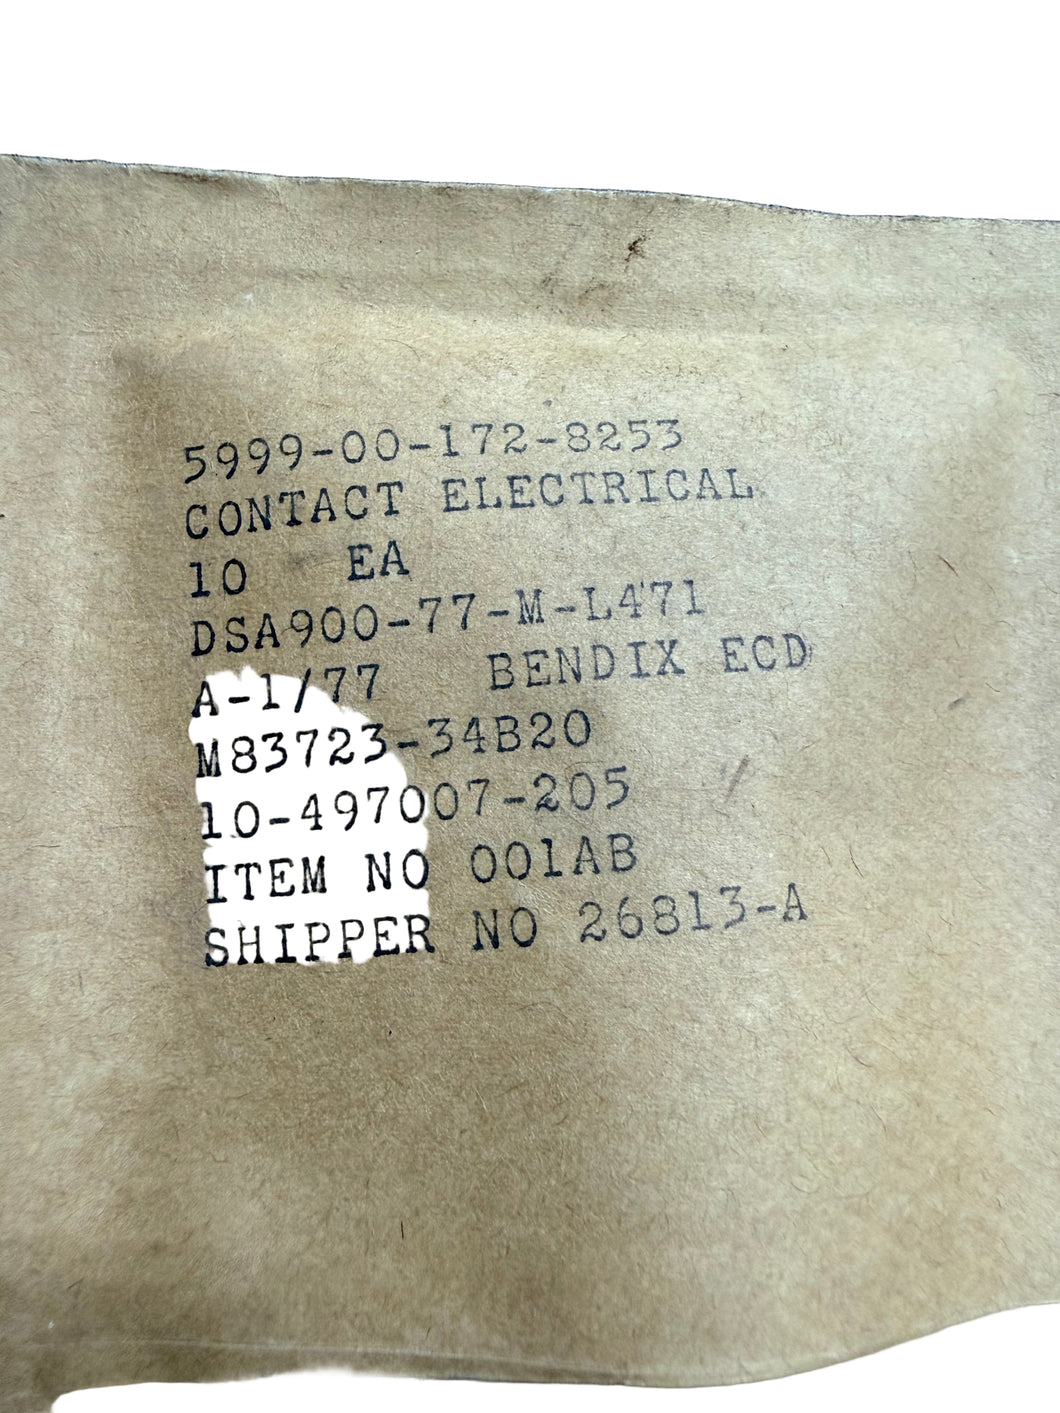 5999-00-172-8253
CONTACT ELECTRICAL
10 EA
DSA900-77-M-L471
A-1/77 BENDIX ECD
M83723-34B20
10-497007-205
ITEM NO 001AB
SHIPPER NO 26813-A